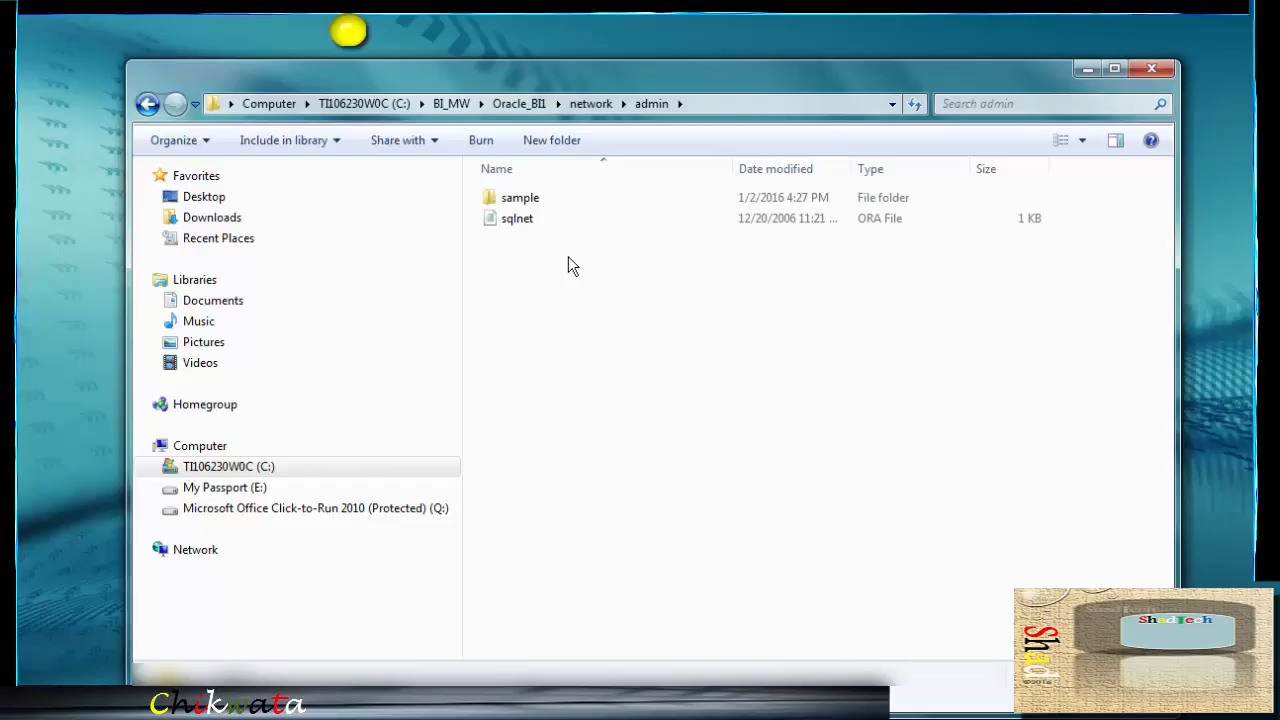 Computer TI106230W0C (C:) BI_MW Oracle_BI1 network admin
Search admin
Organize Include in library Share with Burn New folder
Name Date modified Type Size
Favorites
Desktop
Downloads
Recent Places
Libraries
Documents
Music
Pictures
Videos
Homegroup
Computer
TI106230W0C (C:)
My Passport (E:)
Microsoft Office Click-to-Run 2010 (Protected) (Q:)
Network
sample 1/2/2016 4:27 PM File folder
sqlnet 12/20/2006 11:21 ... ORA File 1 KB
ShedTech
Shad
Chikwata